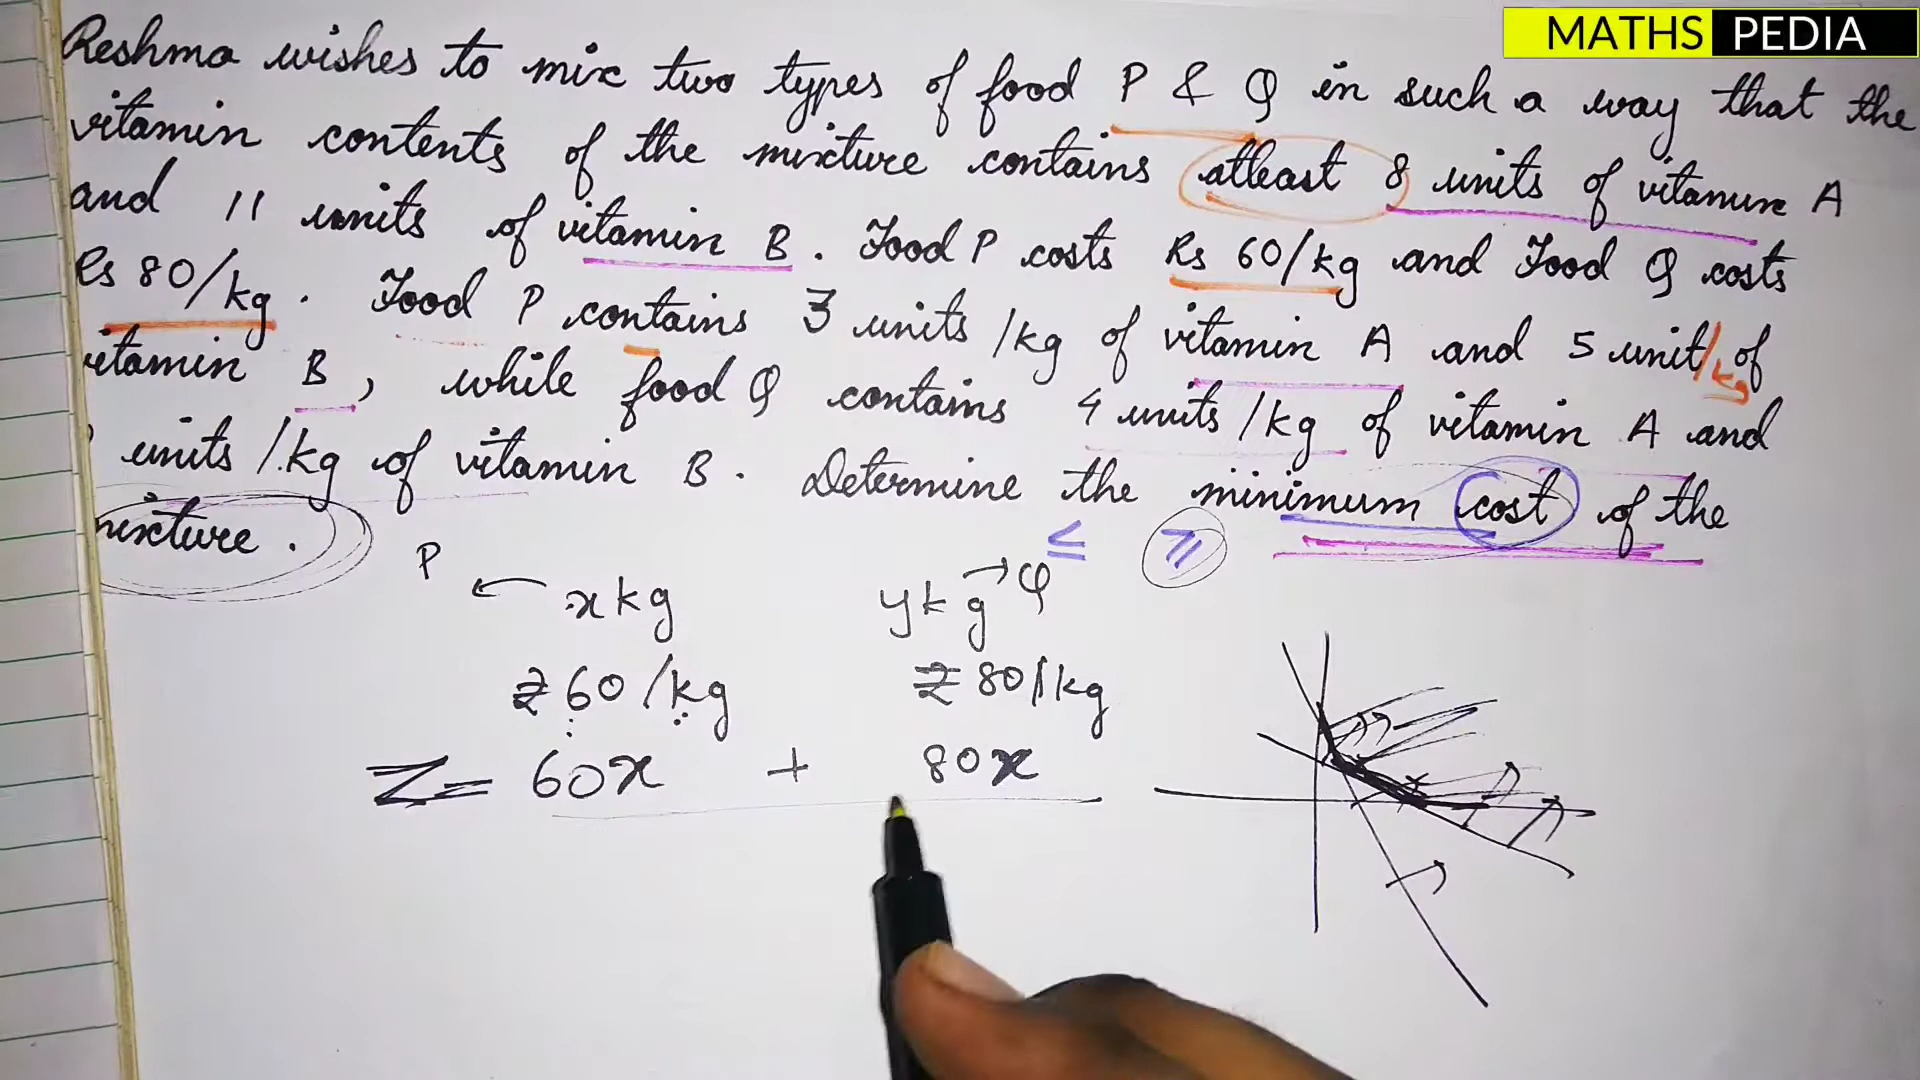 MATHS PEDIA
Reshma wishes to mix two types of food P & Q in such a way that the
vitamin contents of the mixture contains atleast 8 units of vitamin A
and 11 units of vitamin B. Food P costs Rs 60/kg and Food Q costs
Rs 80/kg. Food P contains 3 units/kg of vitamin A and 5 unit/kg of
vitamin B, while food Q contains 4 units/kg of vitamin A and
units/kg of vitamin B. Determine the minimum cost of the
mixture.
≤ ≥
P ← x kg y kg → Q
₹ 60/kg ₹ 80/kg
Z = 60x + 80x